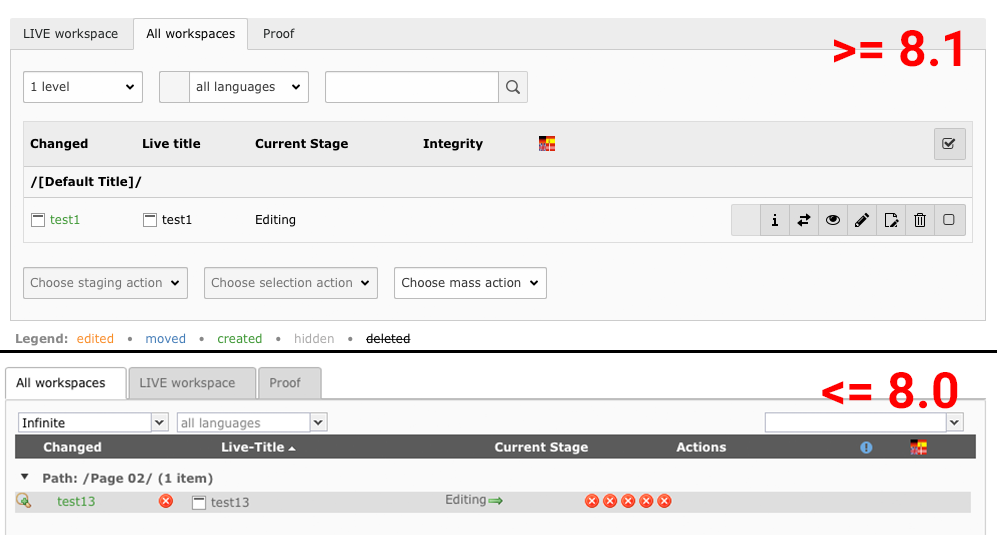 LIVE workspace All workspaces Proof
>= 8.1
1 level all languages
Changed Live title Current Stage Integrity
/[Default Title]/
test1 test1 Editing
Choose staging action Choose selection action Choose mass action
Legend: edited • moved • created • hidden • deleted
All workspaces LIVE workspace Proof
<= 8.0
Infinite all languages
Changed Live-Title Current Stage Actions
Path: /Page 02/ (1 item)
test13 test13 Editing